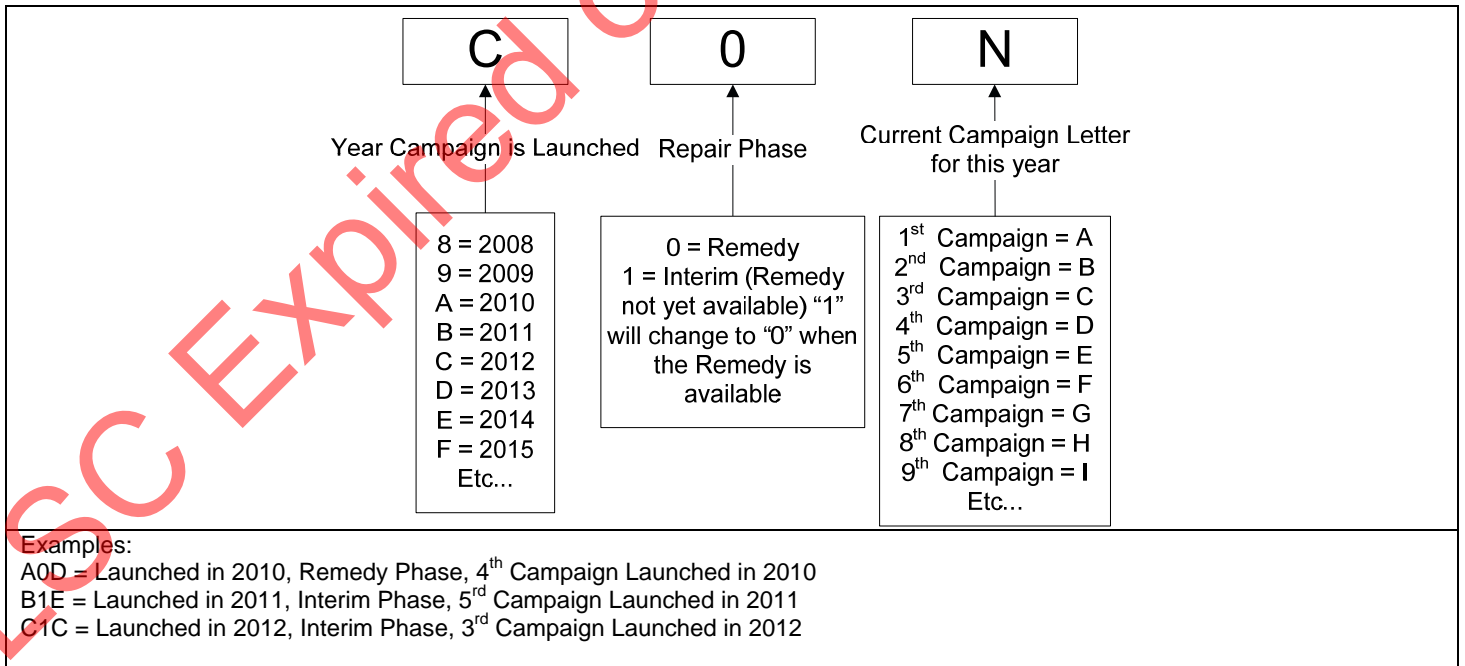 C 0 N
Year Campaign is Launched Repair Phase Current Campaign Letter
for this year
8 = 2008
9 = 2009
A = 2010
B = 2011
C = 2012
D = 2013
E = 2014
F = 2015
Etc...
0 = Remedy
1 = Interim (Remedy
not yet available) “1”
will change to “0” when
the Remedy is
available
1st Campaign = A
2nd Campaign = B
3rd Campaign = C
4th Campaign = D
5th Campaign = E
6th Campaign = F
7th Campaign = G
8th Campaign = H
9th Campaign = I
Etc...
Examples:
A0D = Launched in 2010, Remedy Phase, 4th Campaign Launched in 2010
B1E = Launched in 2011, Interim Phase, 5rd Campaign Launched in 2011
C1C = Launched in 2012, Interim Phase, 3rd Campaign Launched in 2012
LSC Expired